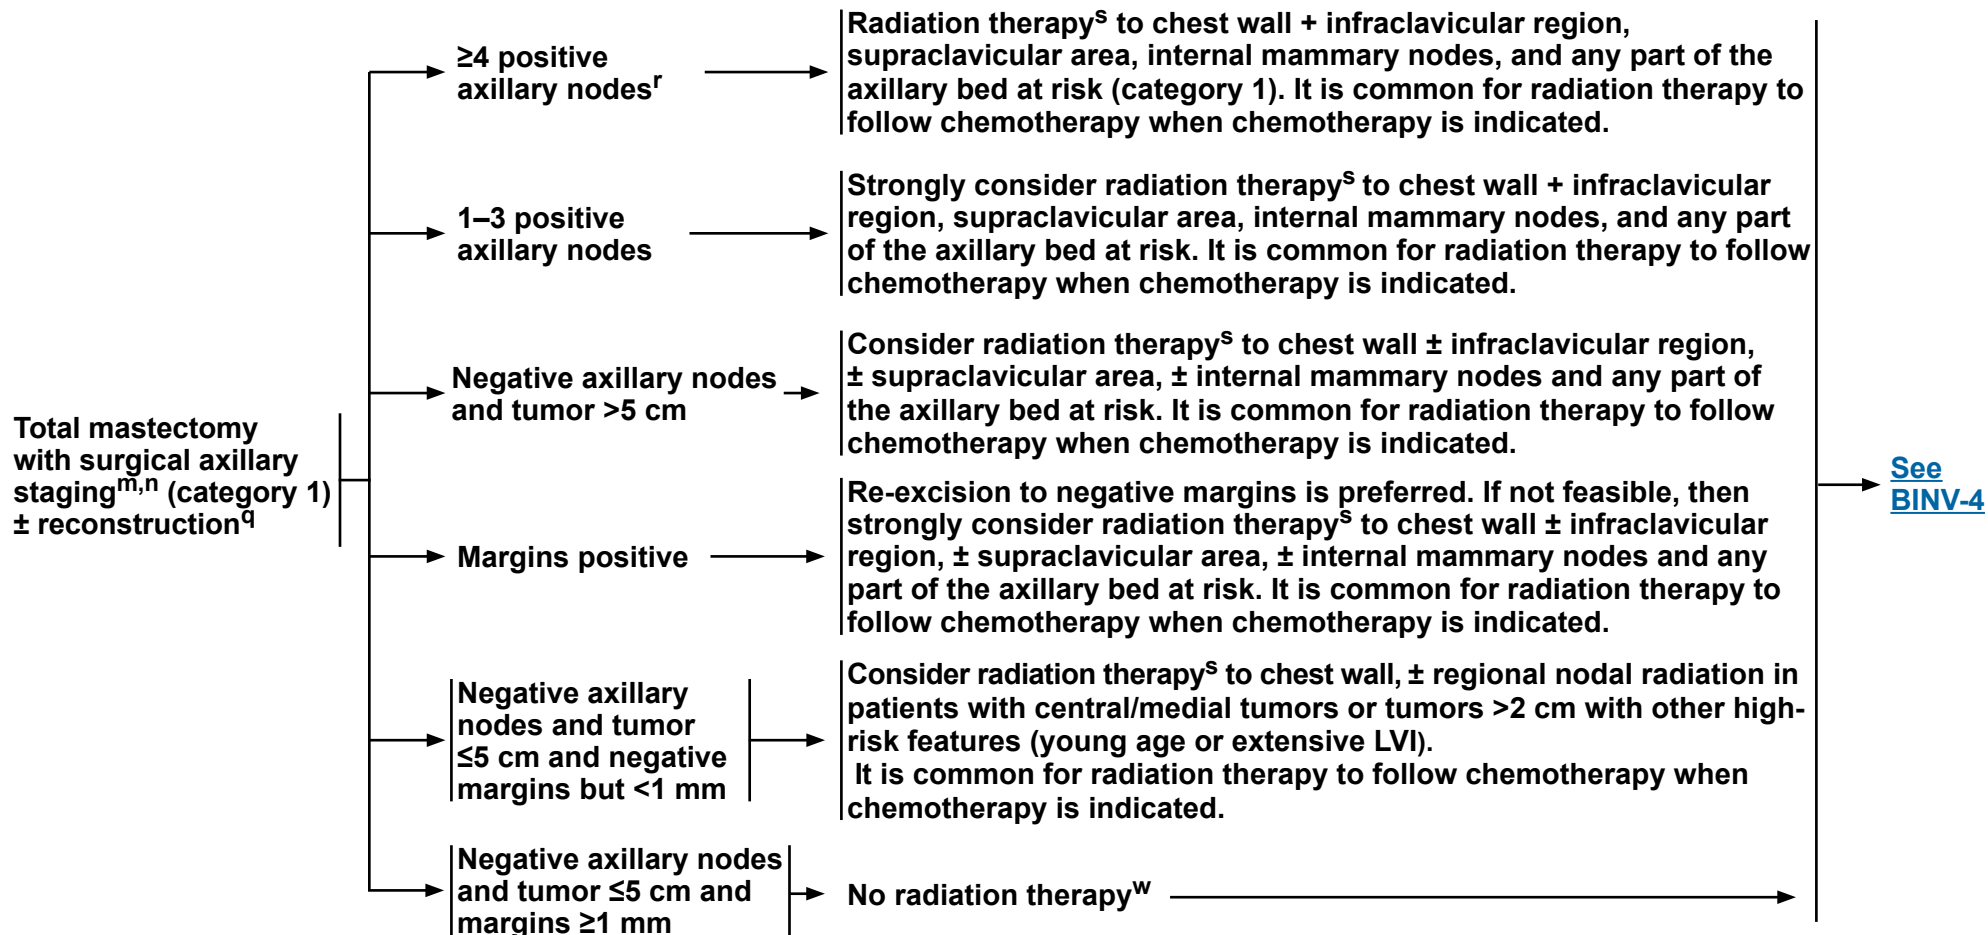 Total mastectomy
with surgical axillary
staging^m,n (category 1)
± reconstruction^q
≥4 positive
axillary nodes^r
Radiation therapy^s to chest wall + infraclavicular region,
supraclavicular area, internal mammary nodes, and any part of the
axillary bed at risk (category 1). It is common for radiation therapy to
follow chemotherapy when chemotherapy is indicated.
1–3 positive
axillary nodes
Strongly consider radiation therapy^s to chest wall + infraclavicular
region, supraclavicular area, internal mammary nodes, and any part
of the axillary bed at risk. It is common for radiation therapy to follow
chemotherapy when chemotherapy is indicated.
Negative axillary nodes
and tumor >5 cm
Consider radiation therapy^s to chest wall ± infraclavicular region,
± supraclavicular area, ± internal mammary nodes and any part of
the axillary bed at risk. It is common for radiation therapy to follow
chemotherapy when chemotherapy is indicated.
Margins positive
Re-excision to negative margins is preferred. If not feasible, then
strongly consider radiation therapy^s to chest wall ± infraclavicular
region, ± supraclavicular area, ± internal mammary nodes and any
part of the axillary bed at risk. It is common for radiation therapy to
follow chemotherapy when chemotherapy is indicated.
Negative axillary
nodes and tumor
≤5 cm and negative
margins but <1 mm
Consider radiation therapy^s to chest wall, ± regional nodal radiation in
patients with central/medial tumors or tumors >2 cm with other high-
risk features (young age or extensive LVI).
It is common for radiation therapy to follow chemotherapy when
chemotherapy is indicated.
Negative axillary nodes
and tumor ≤5 cm and
margins ≥1 mm
No radiation therapy^w
See
BINV-4